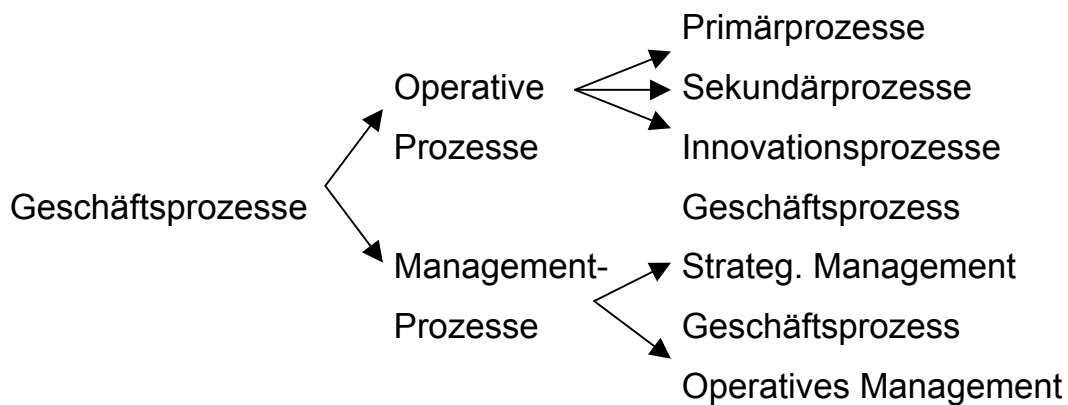 Primärprozesse
Operative
Sekundärprozesse
Prozesse
Innovationsprozesse
Geschäftsprozesse
Geschäftsprozess
Management-
Strateg. Management
Prozesse
Geschäftsprozess
Operatives Management